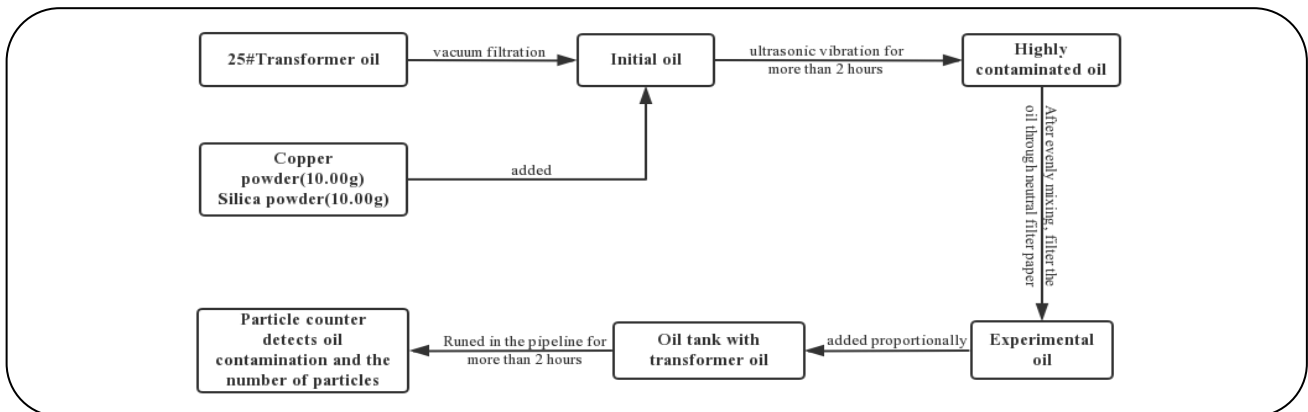 25#Transformer oil
vacuum filtration
Initial oil
ultrasonic vibration for
more than 2 hours
Highly
contaminated oil
Copper
powder(10.00g)
Silica powder(10.00g)
added
After evenly mixing, filter the
oil through neutral filter paper
Particle counter
detects oil
contamination and the
number of particles
Runed in the pipeline for
more than 2 hours
Oil tank with
transformer oil
added proportionally
Experimental
oil